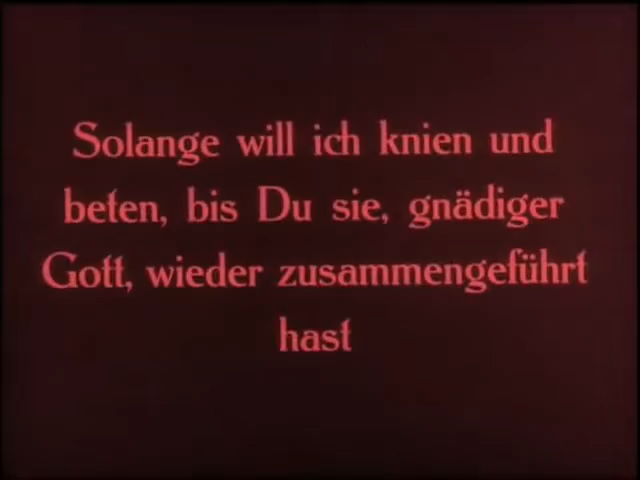 Solange will ich knien und
beten, bis Du sie, gnädiger
Gott, wieder zusammengeführt
hast